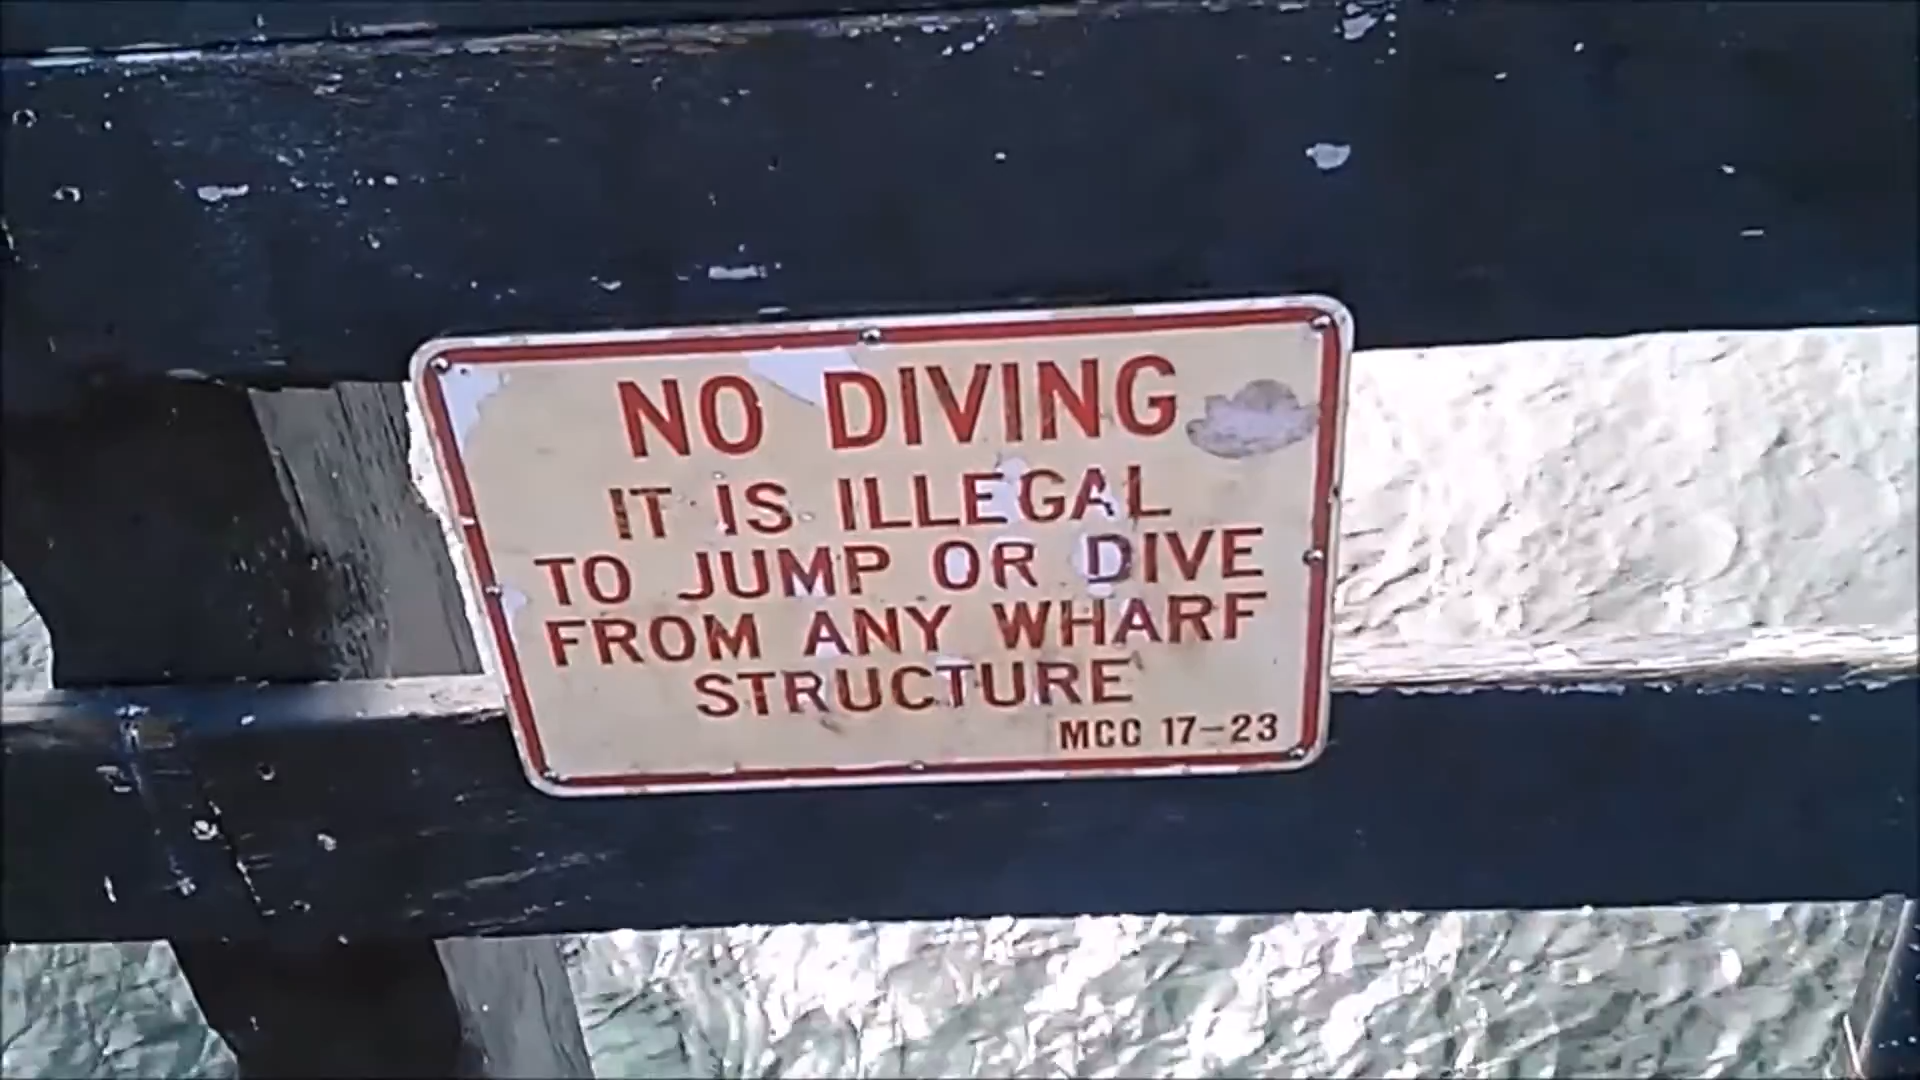 NO DIVING
IT IS ILLEGAL
TO JUMP OR DIVE
FROM ANY WHARF
STRUCTURE
MCC 17-23